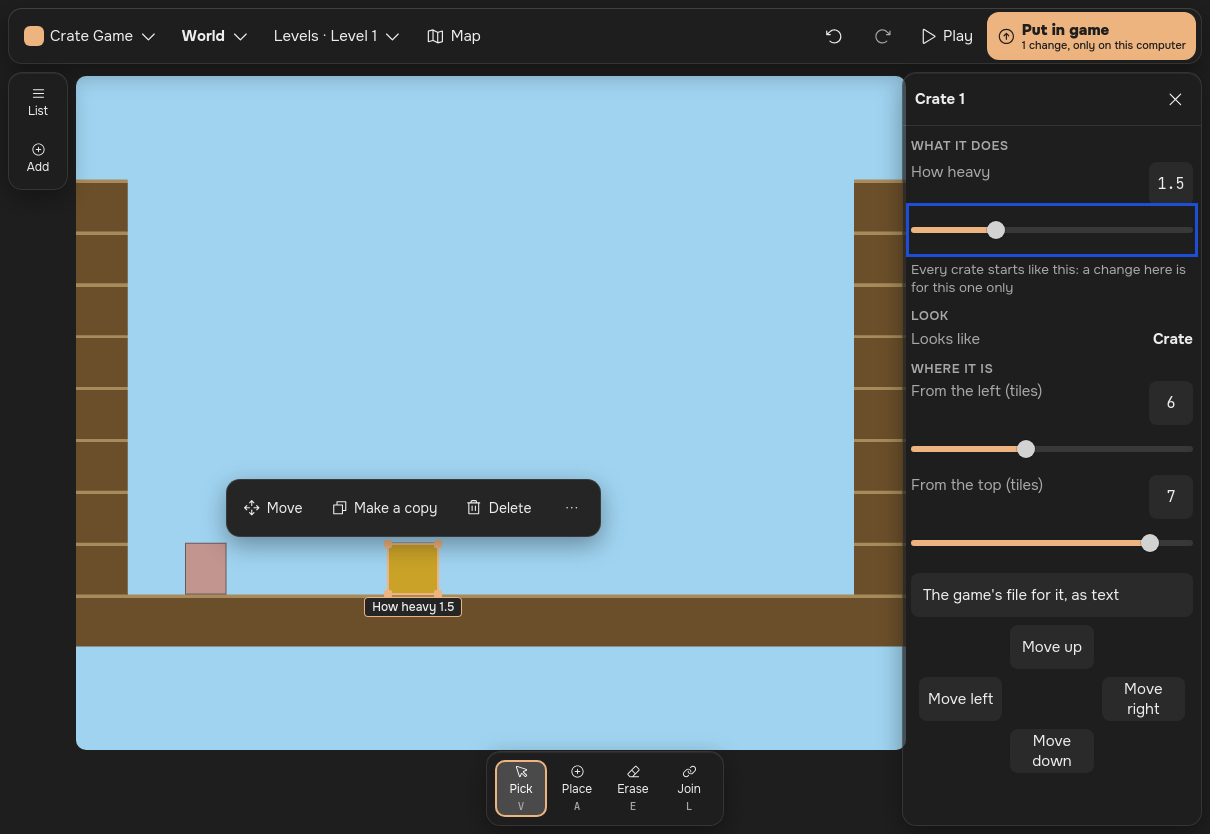 Crate Game
World
Levels · Level 1
Map
Play
Put in game
1 change, only on this computer
List
Add
Crate 1
WHAT IT DOES
How heavy
1.5
Every crate starts like this: a change here is
for this one only
LOOK
Looks like
Crate
WHERE IT IS
From the left (tiles)
6
From the top (tiles)
7
The game's file for it, as text
Move up
Move left
Move
right
Move
down
Move
Make a copy
Delete
···
How heavy 1.5
Pick
V
Place
A
Erase
E
Join
L